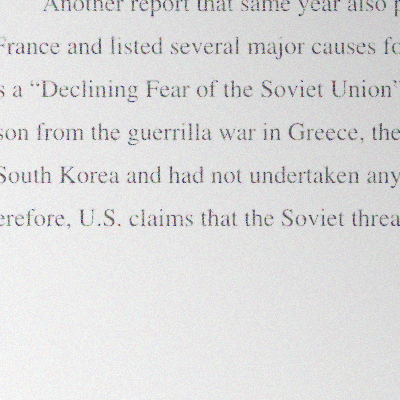 Another report that same year also p
France and listed several major causes fo
s a “Declining Fear of the Soviet Union”
son from the guerrilla war in Greece, the
South Korea and had not undertaken any
erefore, U.S. claims that the Soviet threa